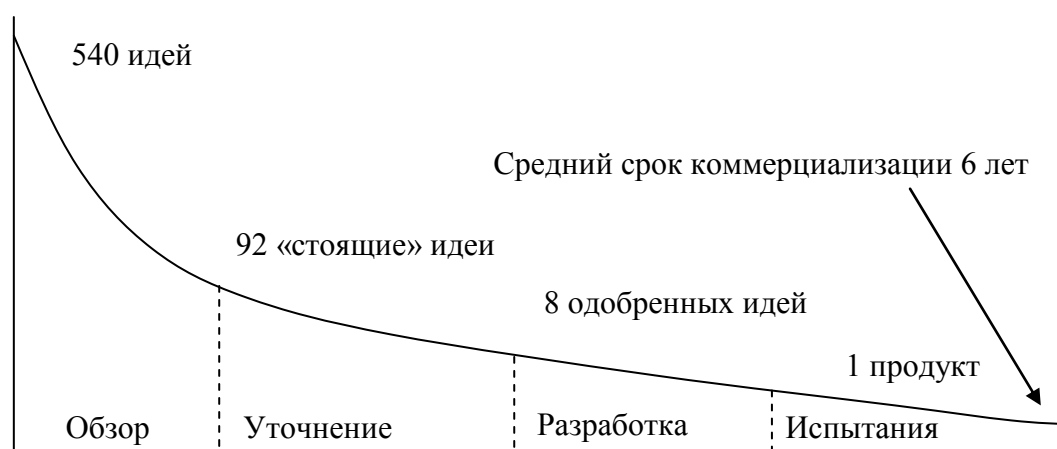 540 идей
Средний срок коммерциализации 6 лет
92 «стоящие» идеи
8 одобренных идей
1 продукт
Обзор
Уточнение
Разработка
Испытания